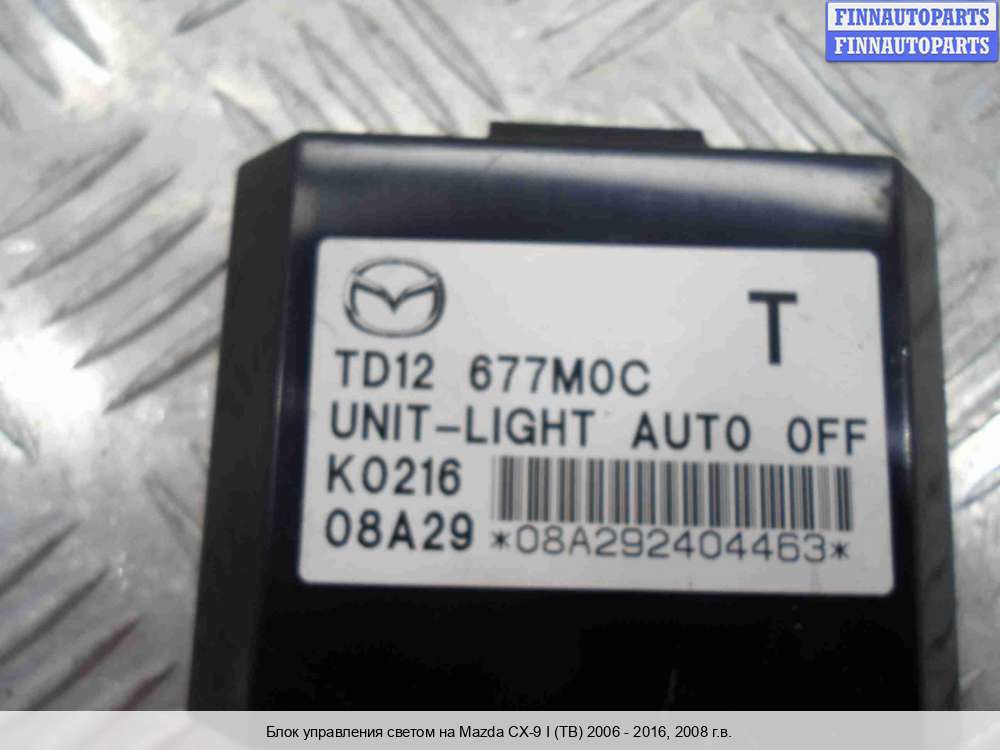 FINNAUTOPARTS
FINNAUTOPARTS
T
TD12 677M0C
UNIT-LIGHT AUTO OFF
K0216
08A29 *08A292404463*
Блок управления светом на Mazda CX-9 I (TB) 2006 - 2016, 2008 г.в.